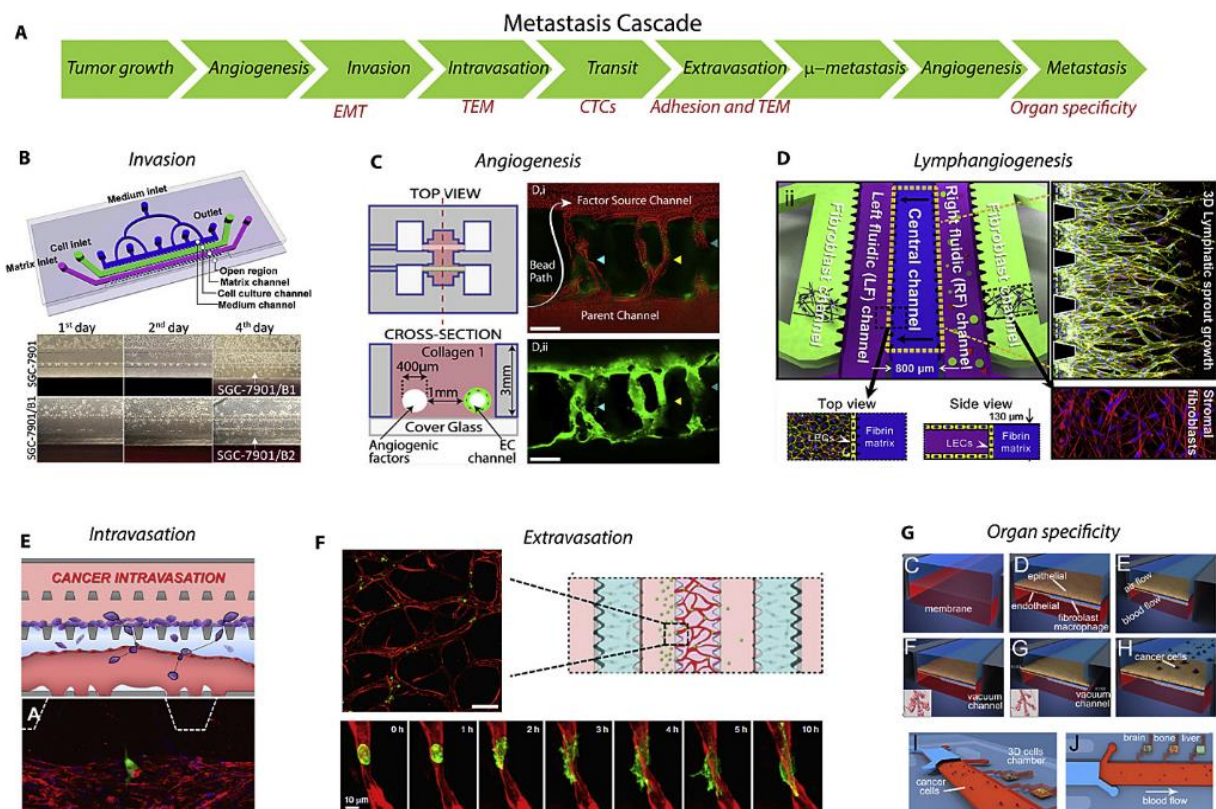 Metastasis Cascade
A
Tumor growth
Angiogenesis
Invasion
Intravasation
Transit
Extravasation
μ-metastasis
Angiogenesis
Metastasis
EMT
TEM
CTCs
Adhesion and TEM
Organ specificity
B
Invasion
Medium inlet
Outlet
Cell inlet
Matrix inlet
Open region
Matrix channel
Cell culture channel
Medium channel
1st day
2nd day
4th day
SGC-7901
SGC-7901/B1
SGC-7901/B1
SGC-7901/B2
C
Angiogenesis
TOP VIEW
CROSS-SECTION
Collagen 1
400μm
1mm
3mm
Cover Glass
Angiogenic
factors
EC
channel
D,i
Factor Source Channel
Bead
Path
Parent Channel
D,ii
D
Lymphangiogenesis
ii
Fibroblast channel
Left fluidic (LF) channel
Central channel
Right fluidic (RF) channel
Fibroblast channel
800 μm
3D Lymphatic sprout growth
Stromal
fibroblasts
Top view
LECs
Fibrin
matrix
Side view
130 μm
LECs
Fibrin
matrix
E
Intravasation
CANCER INTRAVASATION
A
F
Extravasation
0 h
1 h
2 h
3 h
4 h
5 h
10 h
10 μm
G
Organ specificity
C
membrane
D
epithelial
endothelial
fibroblast
macrophage
E
air flow
blood flow
F
vacuum
channel
G
vacuum
channel
H
cancer cells
I
3D cells
chamber
cancer
cells
J
brain
bone
liver
blood flow